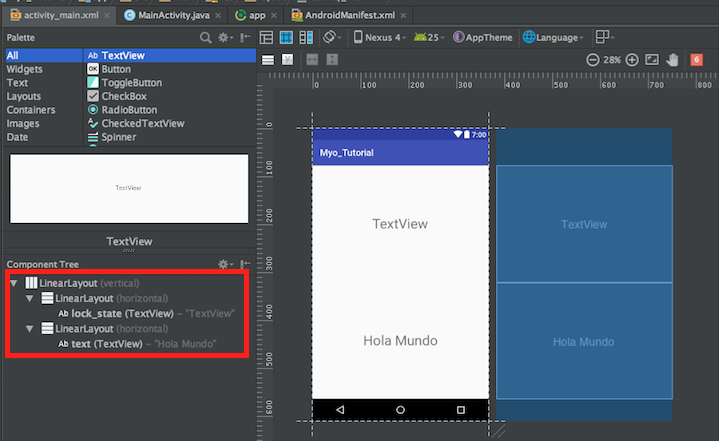 activity_main.xml × MainActivity.java × app × AndroidManifest.xml ×
Palette
Nexus 4 25 AppTheme Language
28% 6
All
Widgets
Text
Layouts
Containers
Images
Date
Ab TextView
OK Button
ToggleButton
CheckBox
RadioButton
CheckedTextView
Spinner
TextView
TextView
Component Tree
LinearLayout (vertical)
LinearLayout (horizontal)
Ab lock_state (TextView) – "TextView"
LinearLayout (horizontal)
Ab text (TextView) – "Hola Mundo"
0 100 200 300 400 500 600 700 800
0
100
200
300
400
500
600
7:00
Myo_Tutorial
TextView
Hola Mundo
TextView
Hola Mundo